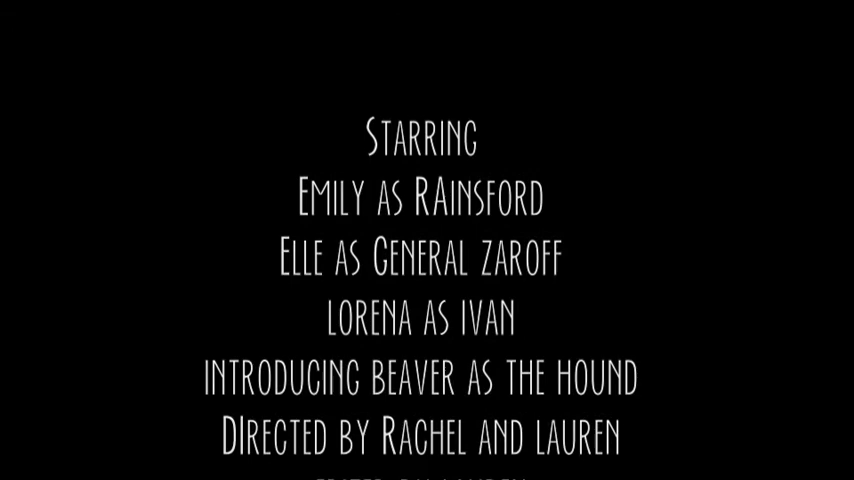 Starring
Emily as RAinsford
Elle as General zaroff
lorena as ivan
introducing beaver as the hound
DIrected by Rachel and lauren